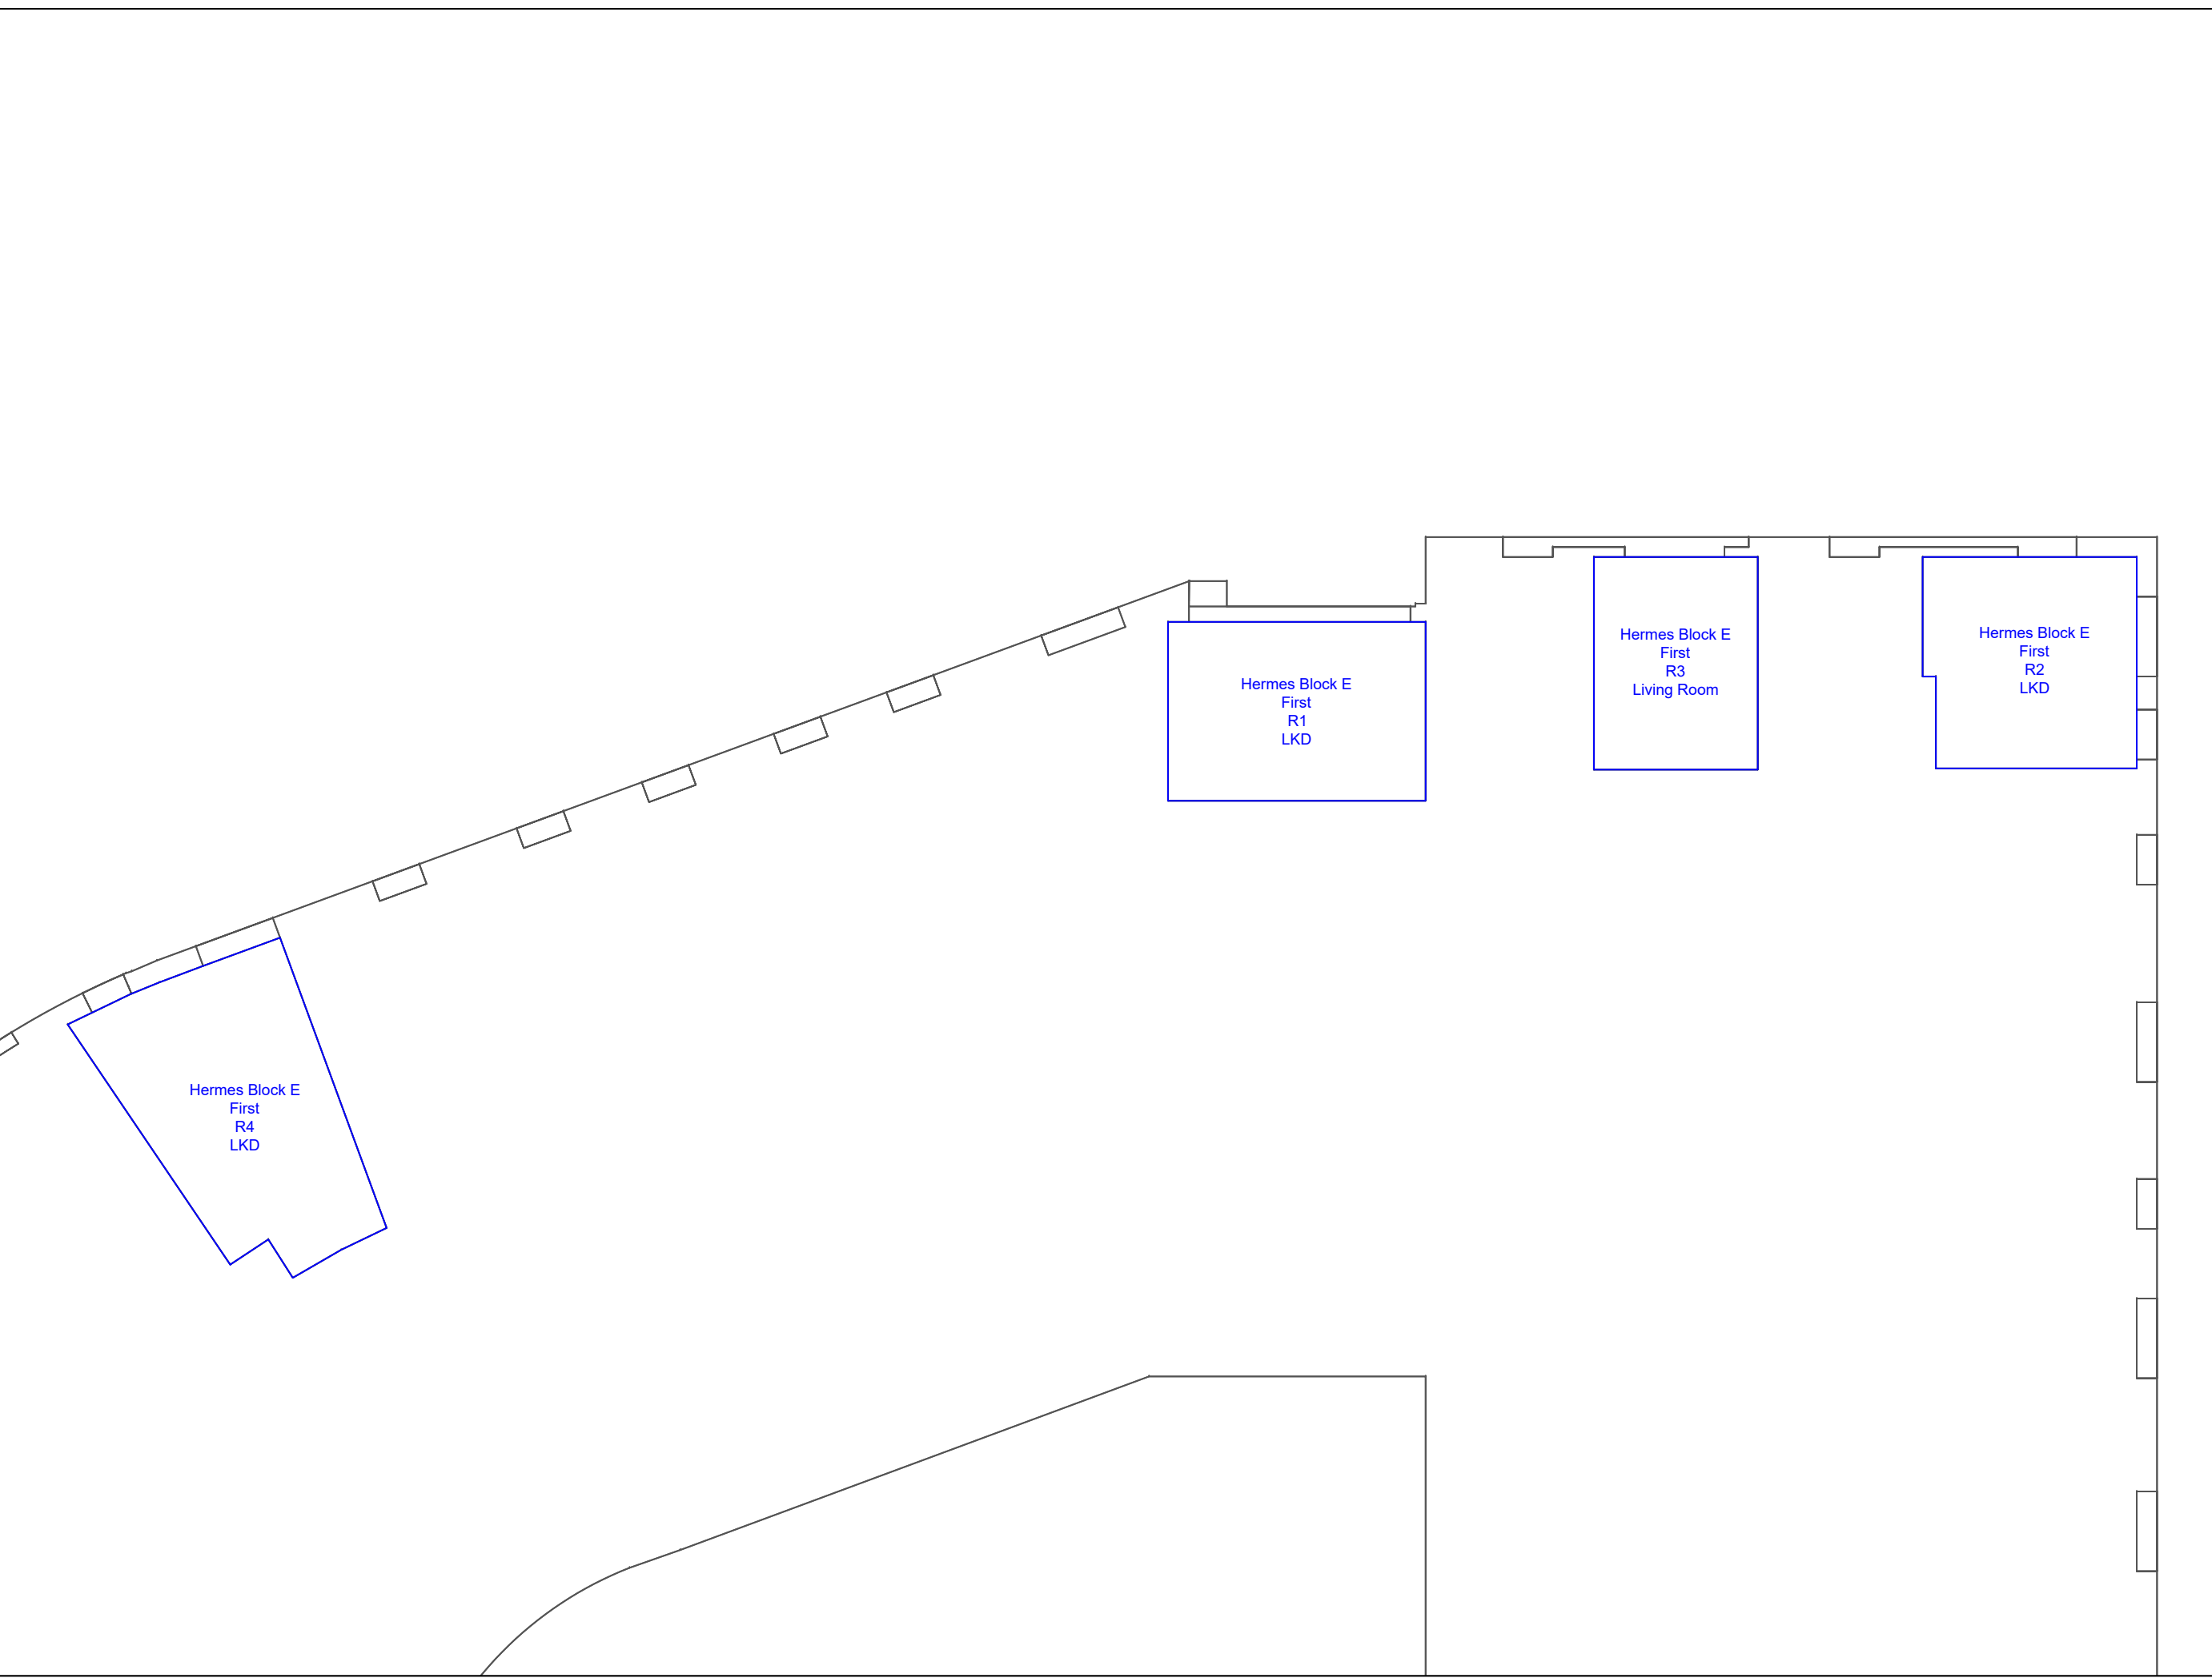 Hermes Block E
First
R1
LKD
Hermes Block E
First
R3
Living Room
Hermes Block E
First
R2
LKD
Hermes Block E
First
R4
LKD